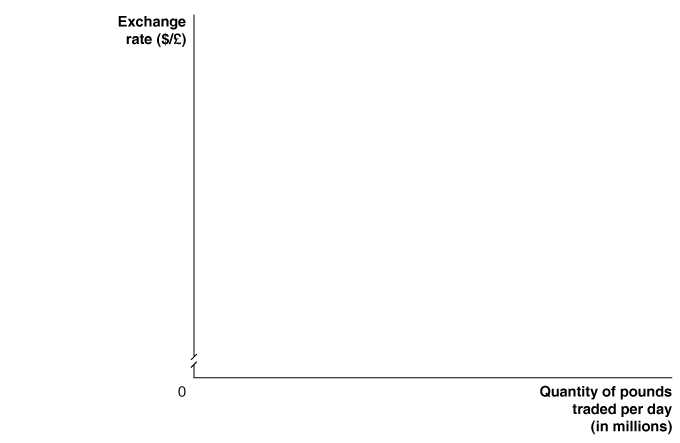 Exchange
rate ($/£)
0
Quantity of pounds
traded per day
(in millions)